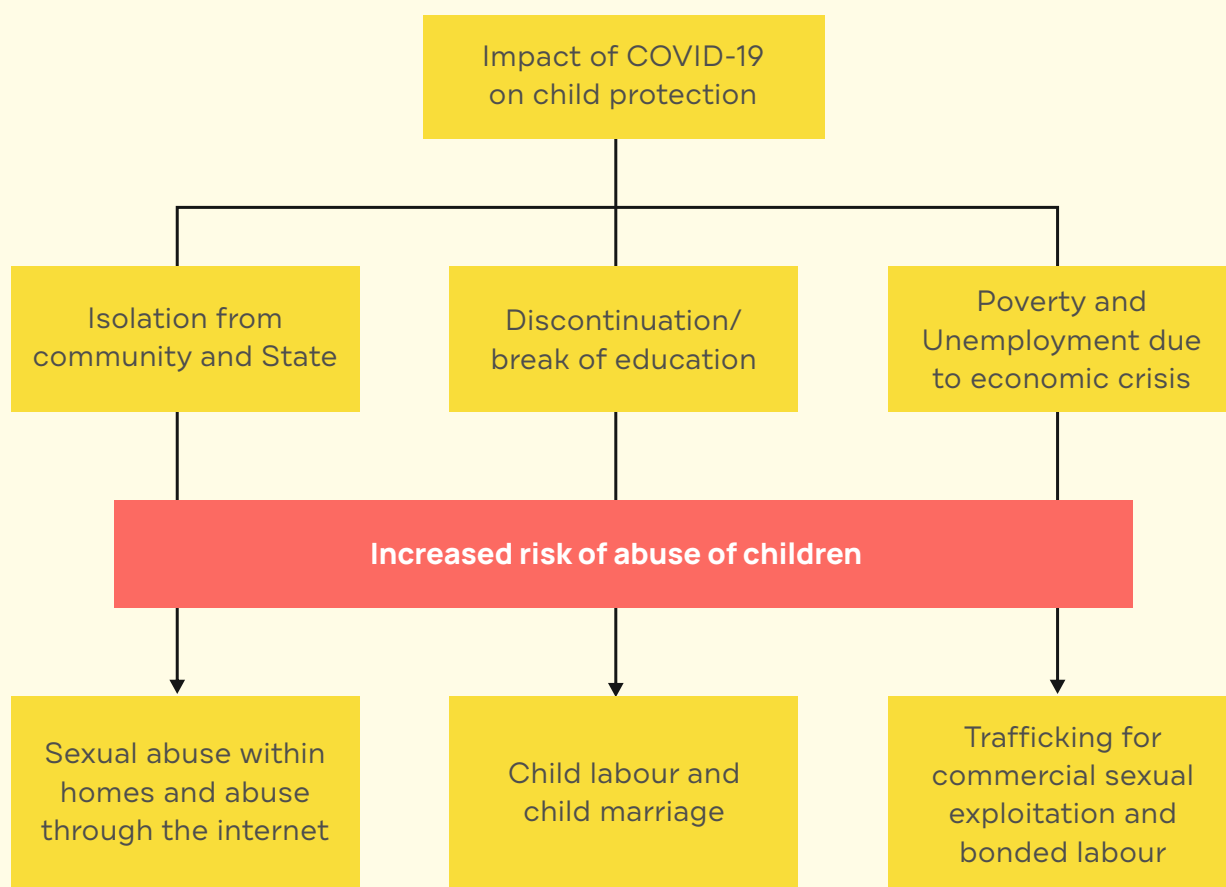 Impact of COVID-19
on child protection
Isolation from
community and State
Discontinuation/
break of education
Poverty and
Unemployment due
to economic crisis
Increased risk of abuse of children
Sexual abuse within
homes and abuse
through the internet
Child labour and
child marriage
Trafficking for
commercial sexual
exploitation and
bonded labour